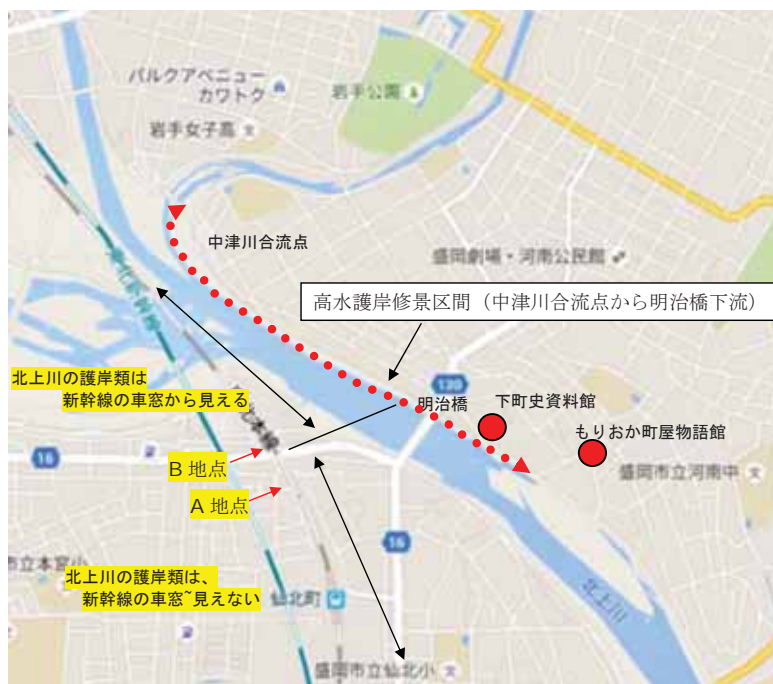 パルクアベニュー
カワトク
岩手公園
岩手女子高
中津川合流点
盛岡劇場・河南公民館
高水護岸修景区間（中津川合流点から明治橋下流）
北上川の護岸類は
新幹線の車窓から見える
明治橋
120
下町史資料館
もりおか町屋物語館
盛岡市立河南中
16
B 地点
A 地点
16
市立本宮小
北上川の護岸類は、
新幹線の車窓~見えない
仙北町
北上川
盛岡市立仙北小